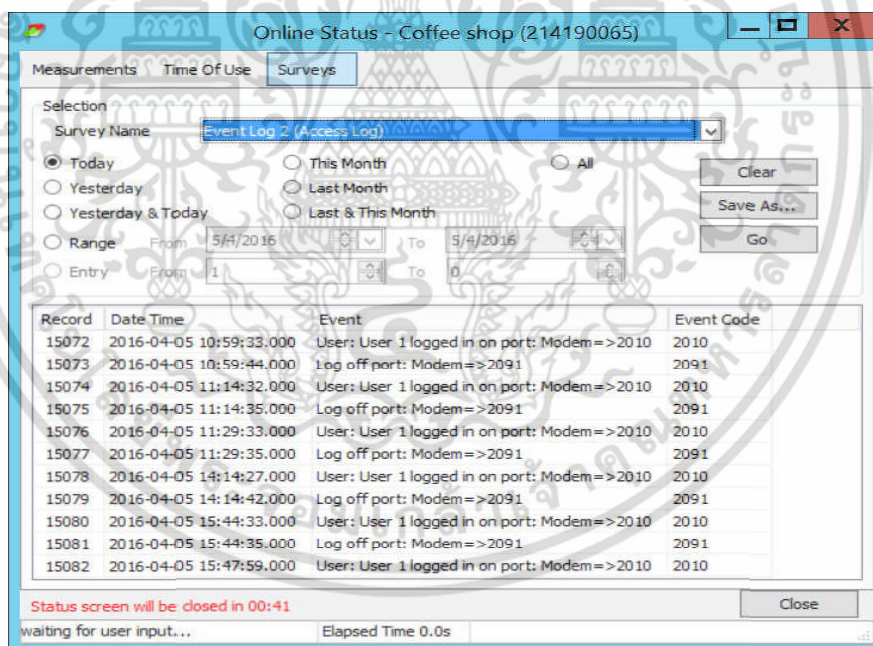 Online Status - Coffee shop (214190065)
Measurements Time Of Use Surveys
Selection
Survey Name Event Log 2 (Access Log)
Today This Month All Clear
Yesterday Last Month
Yesterday & Today Last & This Month Save As...
Range From 5/4/2016 To 5/4/2016 Go
Entry From 1 To 0
Record Date Time Event Event Code
15072 2016-04-05 10:59:33.000 User: User 1 logged in on port: Modem=>2010 2010
15073 2016-04-05 10:59:44.000 Log off port: Modem=>2091 2091
15074 2016-04-05 11:14:32.000 User: User 1 logged in on port: Modem=>2010 2010
15075 2016-04-05 11:14:35.000 Log off port: Modem=>2091 2091
15076 2016-04-05 11:29:33.000 User: User 1 logged in on port: Modem=>2010 2010
15077 2016-04-05 11:29:35.000 Log off port: Modem=>2091 2091
15078 2016-04-05 14:14:27.000 User: User 1 logged in on port: Modem=>2010 2010
15079 2016-04-05 14:14:42.000 Log off port: Modem=>2091 2091
15080 2016-04-05 15:44:33.000 User: User 1 logged in on port: Modem=>2010 2010
15081 2016-04-05 15:44:35.000 Log off port: Modem=>2091 2091
15082 2016-04-05 15:47:59.000 User: User 1 logged in on port: Modem=>2010 2010
Status screen will be closed in 00:41 Close
waiting for user input... Elapsed Time 0.0s